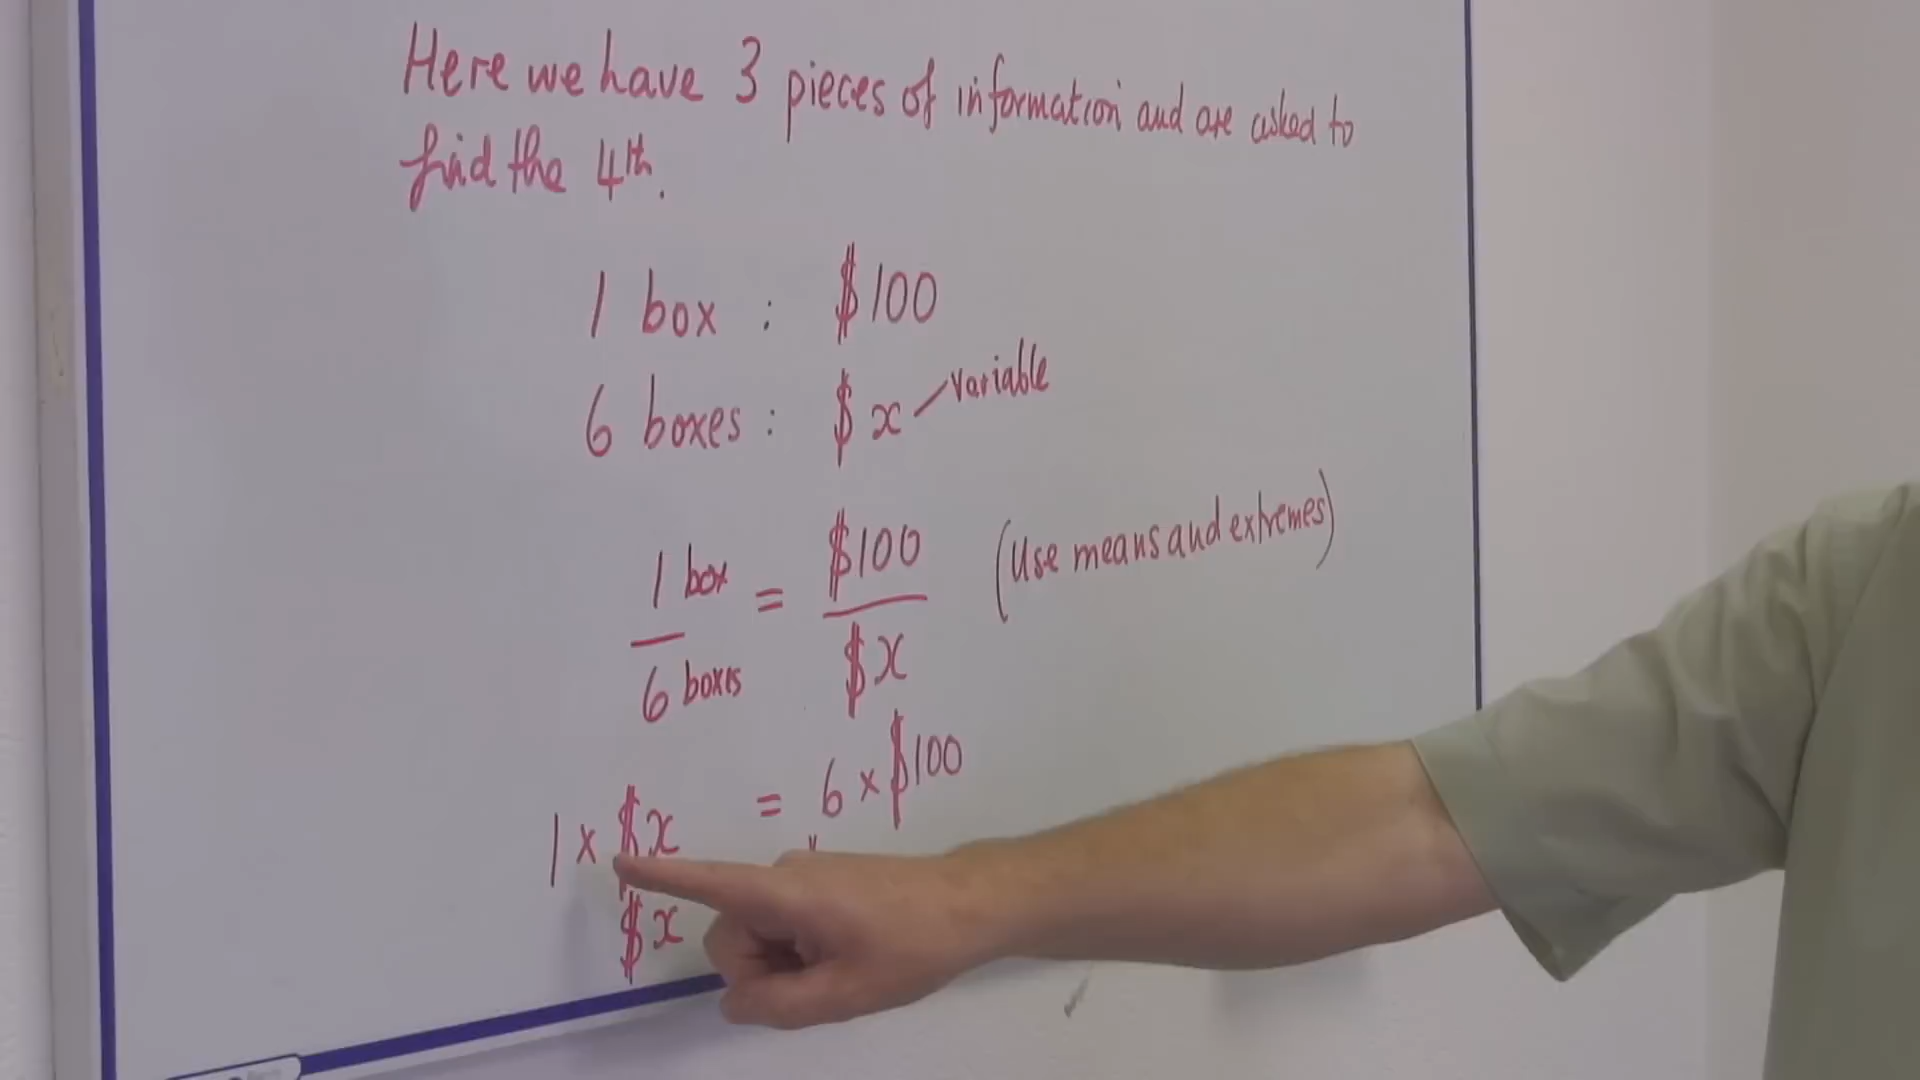 Here we have 3 pieces of information and are asked to
find the 4th.
1 box : $100
6 boxes : $x variable
1 box = $100 (Use means and extremes)
6 boxes $x
1 x $x = 6 x $100
$x